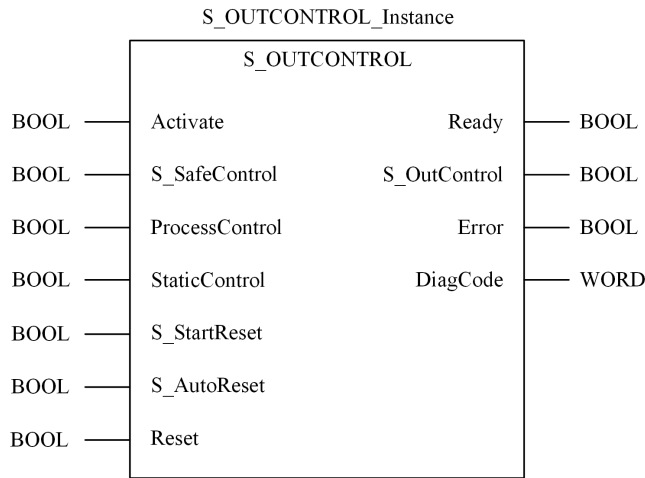 S_OUTCONTROL_Instance
S_OUTCONTROL
BOOL Activate Ready BOOL
BOOL S_SafeControl S_OutControl BOOL
BOOL ProcessControl Error BOOL
BOOL StaticControl DiagCode WORD
BOOL S_StartReset
BOOL S_AutoReset
BOOL Reset